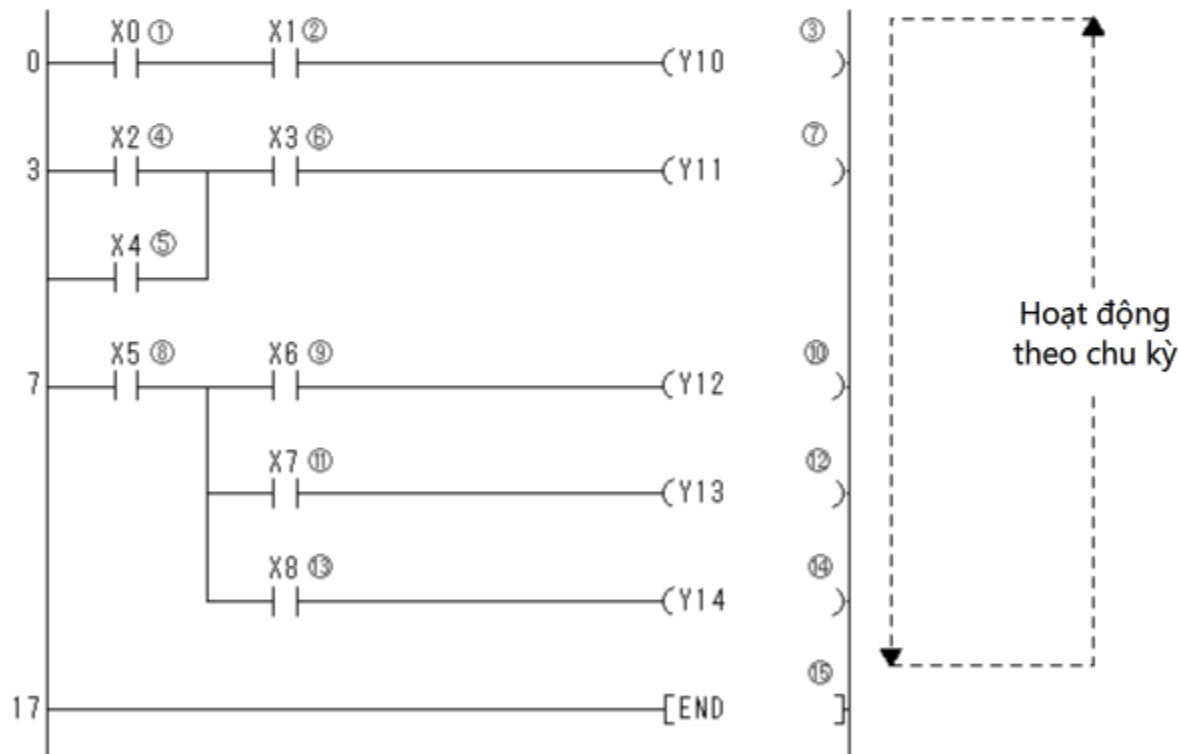 X0 ① X1 ② ③
0 (Y10 )
X2 ④ X3 ⑥ ⑦
3 (Y11 )
X4 ⑤
X5 ⑧ X6 ⑨ ⑩
7 (Y12 )
X7 ⑪ ⑫
(Y13 )
X8 ⑬ ⑭
(Y14 )
⑮
17 [END ]
Hoạt động
theo chu kỳ